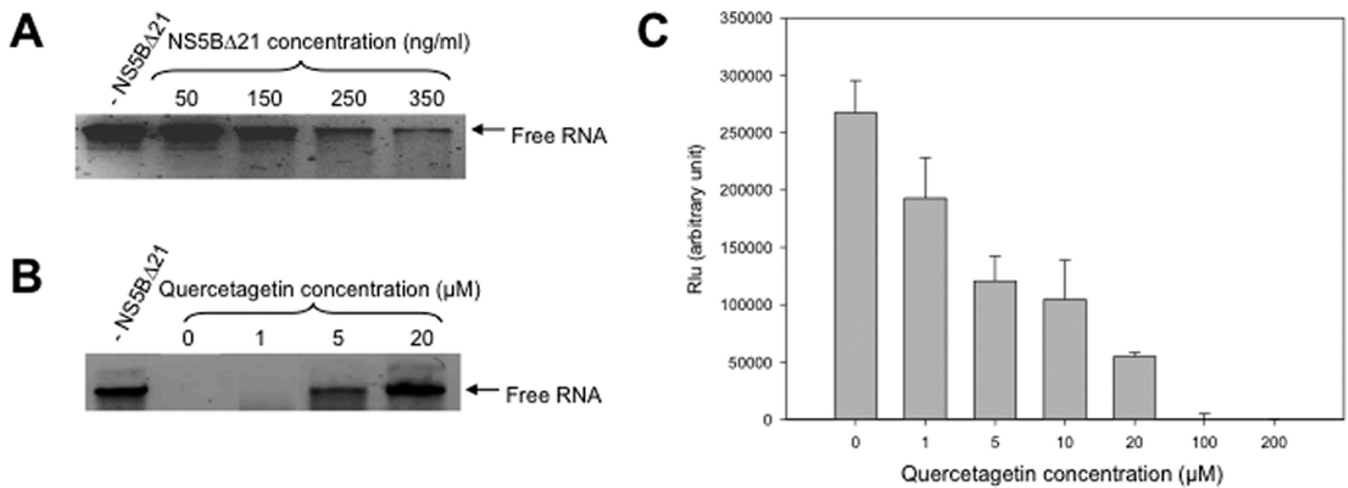 A
- NS5BΔ21
NS5BΔ21 concentration (ng/ml)
50 150 250 350
Free RNA
B
- NS5BΔ21
Quercetagetin concentration (µM)
0 1 5 20
Free RNA
C
Rlu (arbitrary unit)
350000
300000
250000
200000
150000
100000
50000
0
0 1 5 10 20 100 200
Quercetagetin concentration (µM)